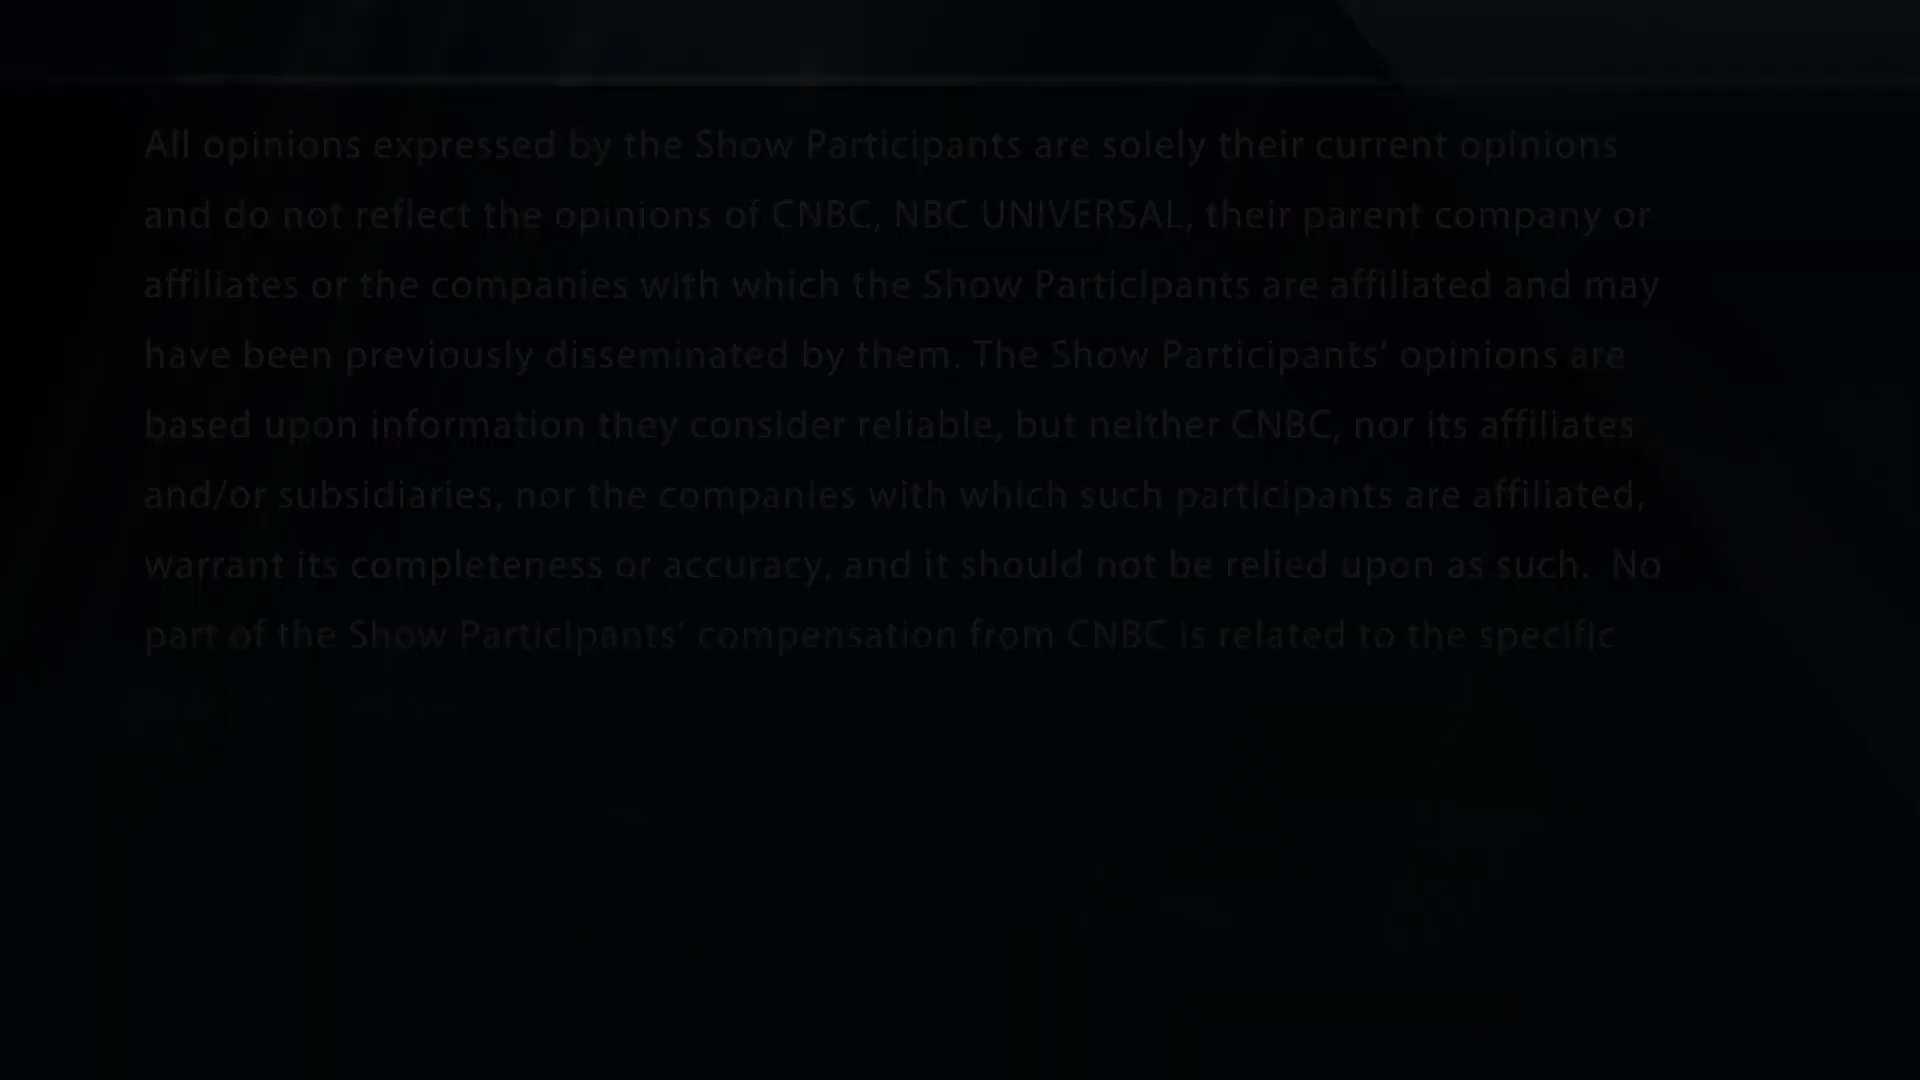 All opinions expressed by the Show Participants are solely their current opinions
and do not reflect the opinions of CNBC, NBC UNIVERSAL, their parent company or
affiliates or the companies with which the Show Participants are affiliated and may
have been previously disseminated by them. The Show Participants’ opinions are
based upon information they consider reliable, but neither CNBC, nor its affiliates
and/or subsidiaries, nor the companies with which such participants are affiliated,
warrant its completeness or accuracy, and it should not be relied upon as such.  No
part of the Show Participants’ compensation from CNBC is related to the specific